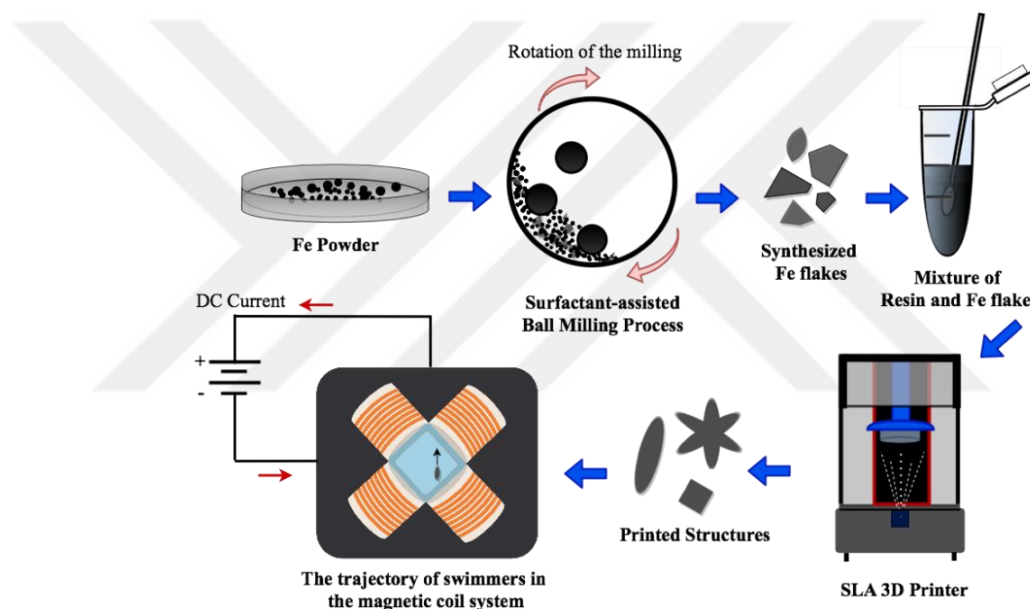 Rotation of the milling
Fe Powder
Surfactant-assisted
Ball Milling Process
Synthesized
Fe flakes
Mixture of
Resin and Fe flake
DC Current
+
-
SLA 3D Printer
Printed Structures
The trajectory of swimmers in
the magnetic coil system